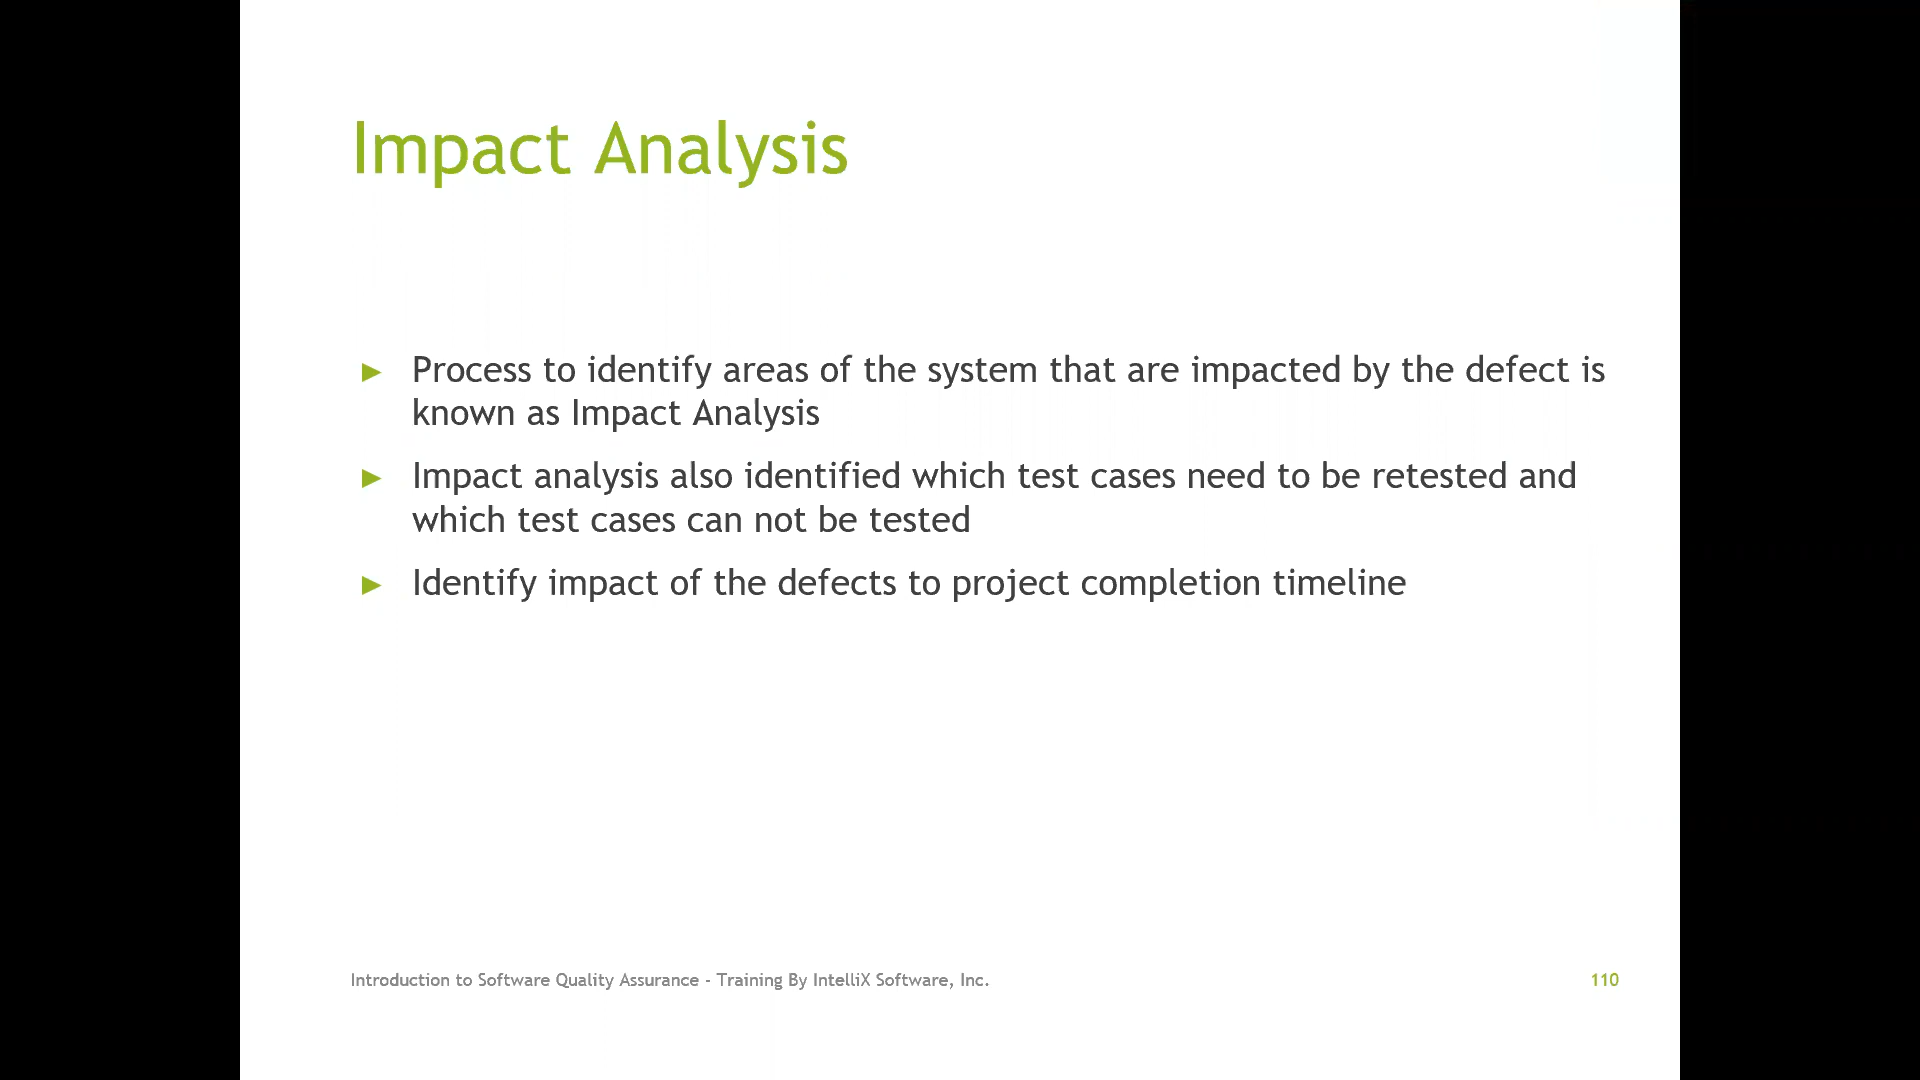 Impact Analysis
► Process to identify areas of the system that are impacted by the defect is
known as Impact Analysis
► Impact analysis also identified which test cases need to be retested and
which test cases can not be tested
► Identify impact of the defects to project completion timeline
Introduction to Software Quality Assurance - Training By IntelliX Software, Inc.
110